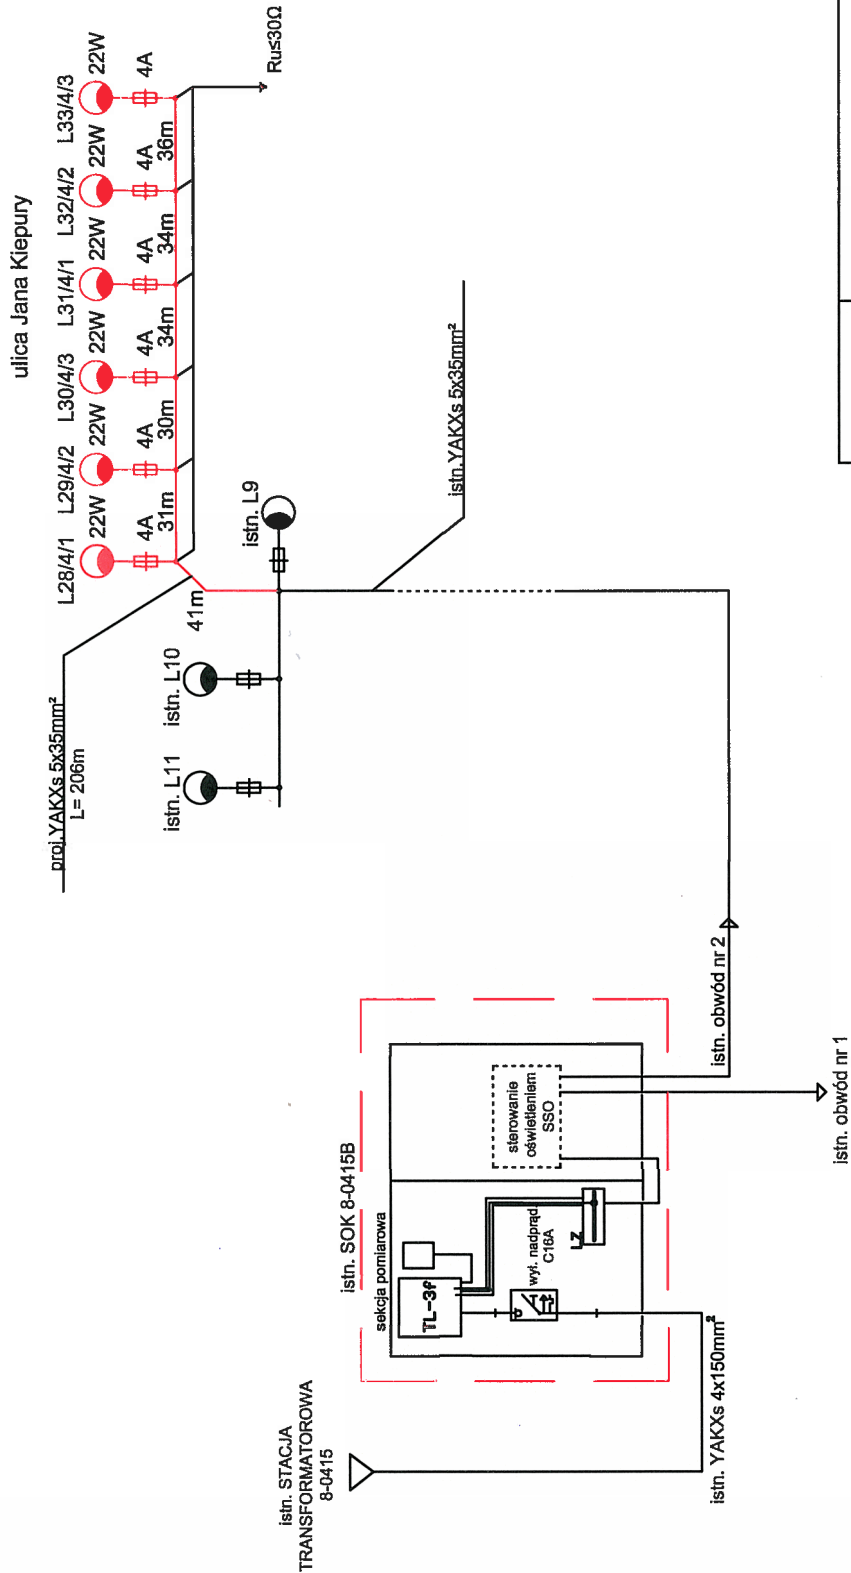 ulica Jana Kiepury
L28/4/1
L29/4/2
L30/4/3
L31/4/1
L32/4/2
L33/4/3
22W
22W
22W
22W
22W
22W
4A
4A
4A
4A
4A
4A
41m
31m
30m
34m
34m
36m
Ru≤30Ω
proj.YAKXs 5x35mm²
L= 206m
istn. L11
istn. L10
istn. L9
istn.YAKXs 5x35mm²
istn. STACJA
TRANSFORMATOROWA
8-0415
istn. SOK 8-0415B
sekcja pomiarowa
TL-3f
wył. nadprąd.
C16A
LZ
sterowanie
oświetleniem
SSO
istn. YAKXs 4x150mm²
istn. obwód nr 2
istn. obwód nr 1